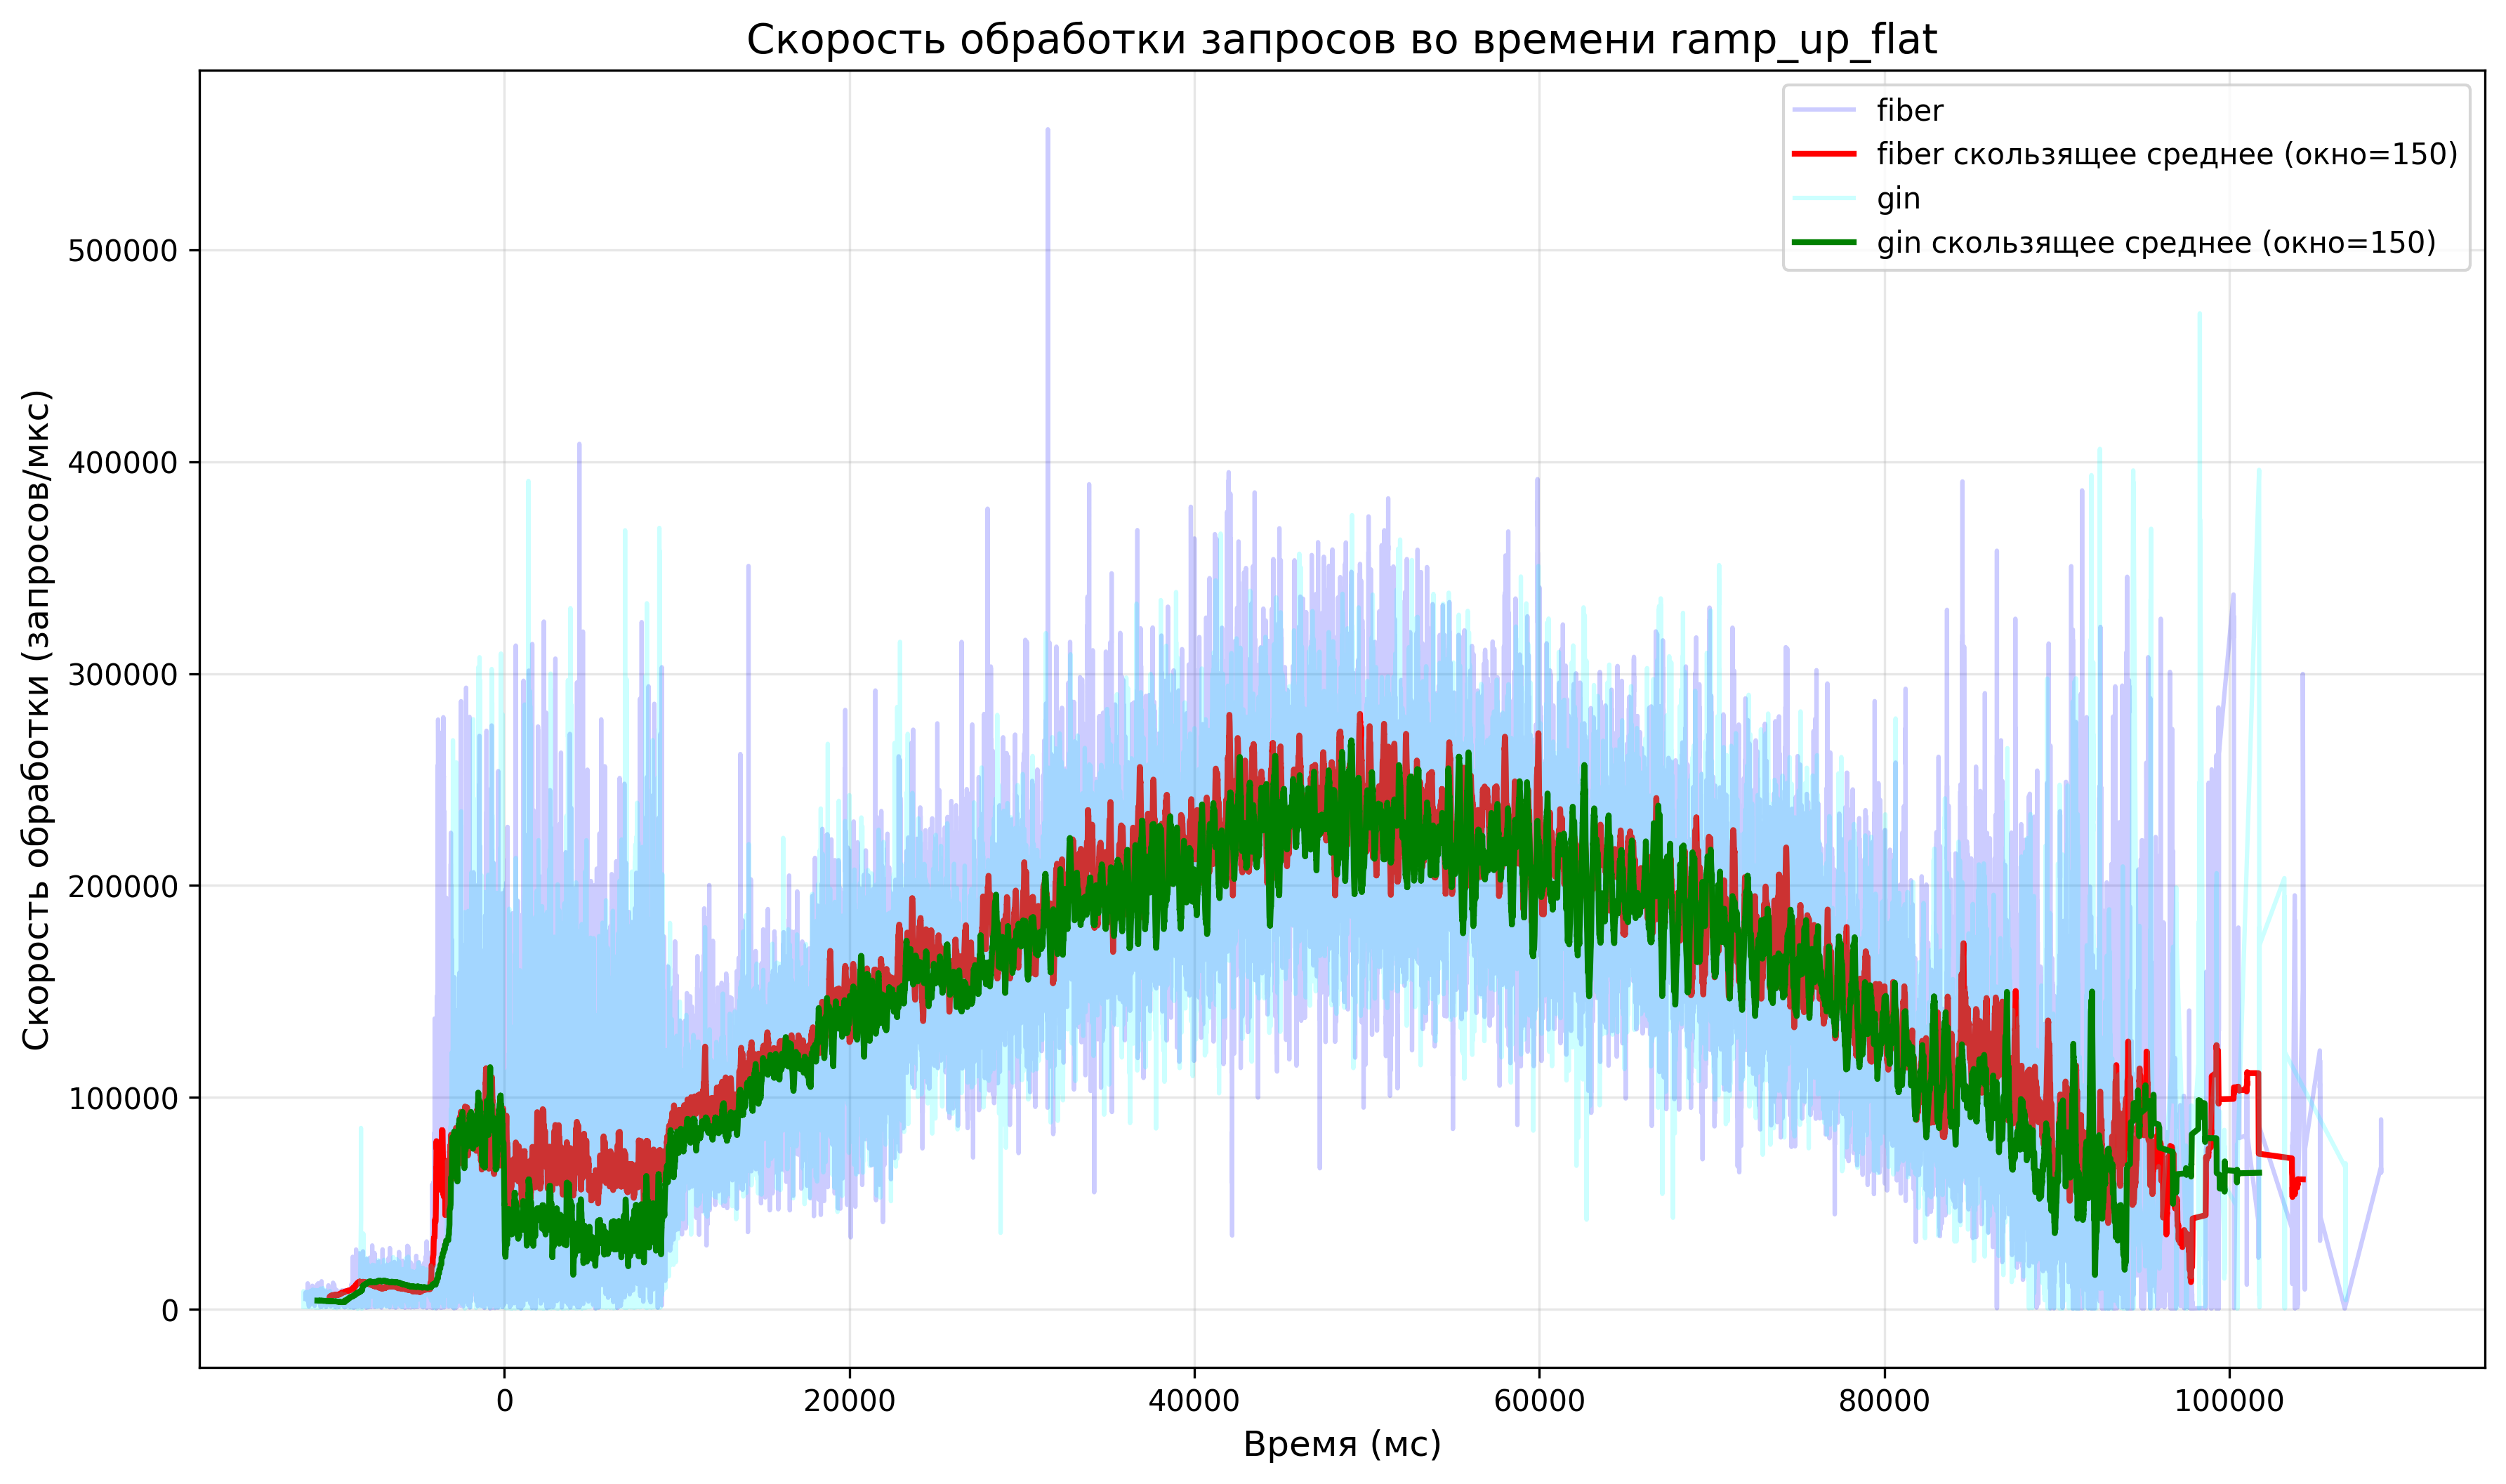 Скорость обработки запросов во времени ramp_up_flat
fiber
fiber скользящее среднее (окно=150)
gin
gin скользящее среднее (окно=150)
Скорость обработки (запросов/мкс)
500000
400000
300000
200000
100000
0
0
20000
40000
60000
80000
100000
Время (мс)